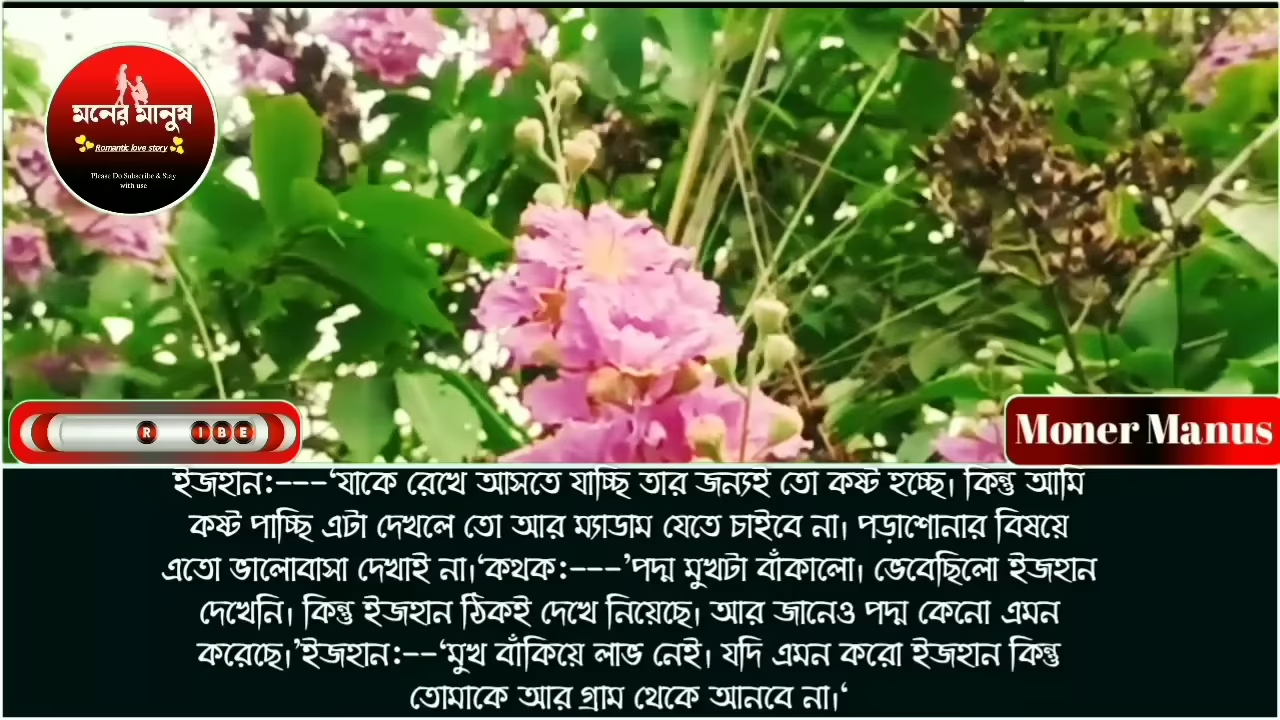 মনের মানুষ
Romantic love story
Please Do Subscribe & Stay
with use
R IBE
Moner Manus
ইজহান:---‘যাকে রেখে আসতে যাচ্ছি তার জন্যই তো কষ্ট হচ্ছে। কিন্তু আমি
কষ্ট পাচ্ছি এটা দেখলে তো আর ম্যাডাম যেতে চাইবে না। পড়াশোনার বিষয়ে
এতো ভালোবাসা দেখাই না।‘কথক:---’পদ্ম মুখটা বাঁকালো। ভেবেছিলো ইজহান
দেখেনি। কিন্তু ইজহান ঠিকই দেখে নিয়েছে। আর জানেও পদ্ম কেনো এমন
করেছে।’ইজহান:--‘মুখ বাঁকিয়ে লাভ নেই। যদি এমন করো ইজহান কিন্তু
তোমাকে আর গ্রাম থেকে আনবে না।‘